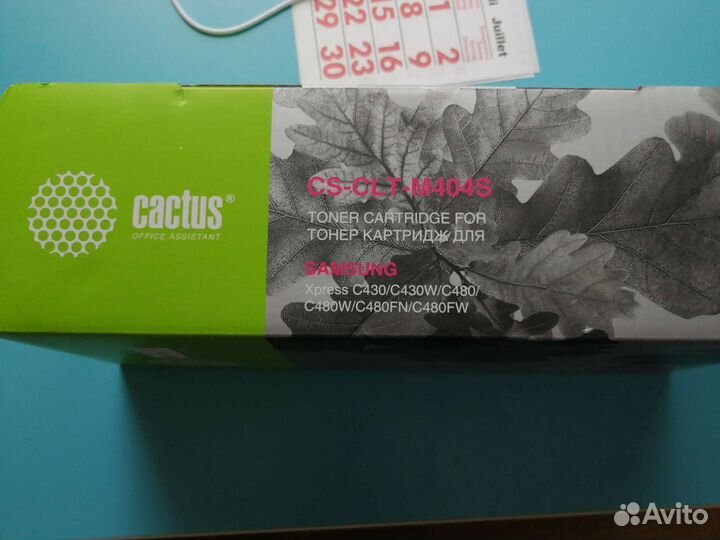 li Juillet
1 2
8 9
15 16
22 23
29 30
cactus®
OFFICE ASSISTANT
CS-CLT-M404S
TONER CARTRIDGE FOR
ТОНЕР КАРТРИДЖ ДЛЯ
SAMSUNG
Xpress C430/C430W/C480/
C480W/C480FN/C480FW
Avito